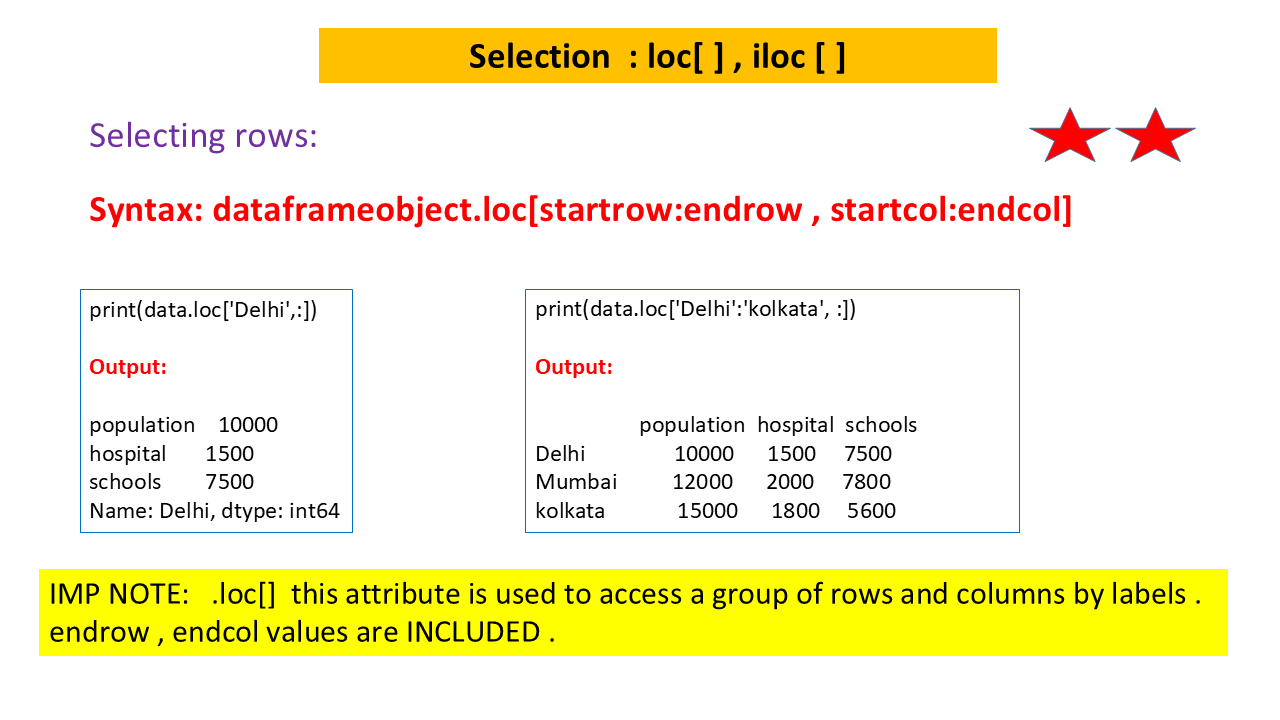 Selection : loc[ ] , iloc [ ]
Selecting rows:
Syntax: dataframeobject.loc[startrow:endrow , startcol:endcol]
print(data.loc['Delhi',:])
Output:
population 10000
hospital 1500
schools 7500
Name: Delhi, dtype: int64
print(data.loc['Delhi':'kolkata', :])
Output:
population hospital schools
Delhi 10000 1500 7500
Mumbai 12000 2000 7800
kolkata 15000 1800 5600
IMP NOTE: .loc[] this attribute is used to access a group of rows and columns by labels .
endrow , endcol values are INCLUDED .